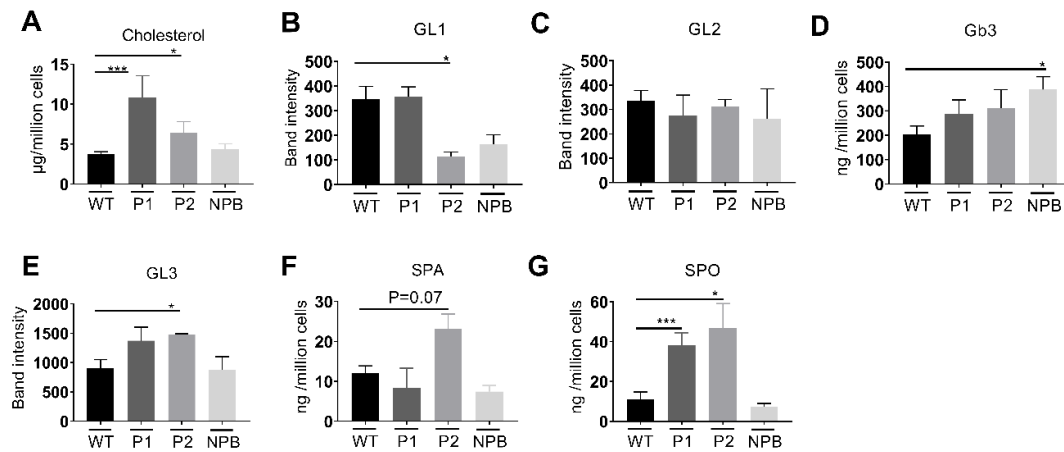 A
Cholesterol
*
***
µg/million cells
15
10
5
0
WT P1 P2 NPB
B
GL1
*
Band intensity
500
400
300
200
100
0
WT P1 P2 NPB
C
GL2
Band intensity
500
400
300
200
100
0
WT P1 P2 NPB
D
Gb3
*
ng /million cells
500
400
300
200
100
0
WT P1 P2 NPB
E
GL3
*
Band intensity
2000
1500
1000
500
0
WT P1 P2 NPB
F
SPA
P=0.07
ng /million cells
30
20
10
0
WT P1 P2 NPB
G
SPO
*
***
ng /million cells
60
40
20
0
WT P1 P2 NPB